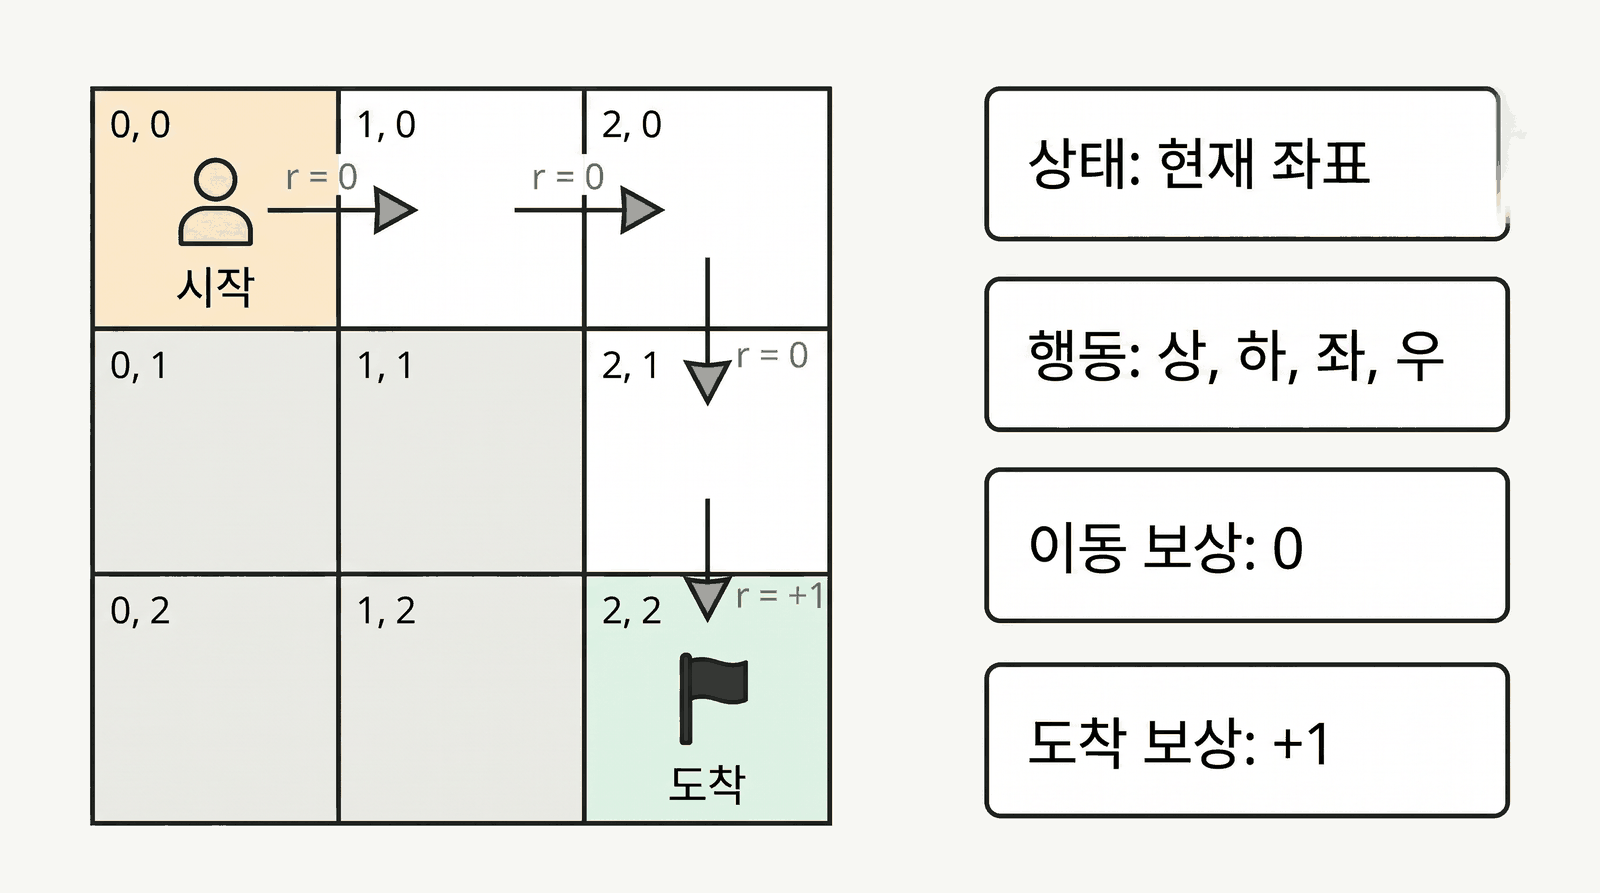 0, 0
1, 0
2, 0
r = 0
r = 0
시작
0, 1
1, 1
2, 1
r = 0
0, 2
1, 2
2, 2
r = +1
도착
상태: 현재 좌표
행동: 상, 하, 좌, 우
이동 보상: 0
도착 보상: +1